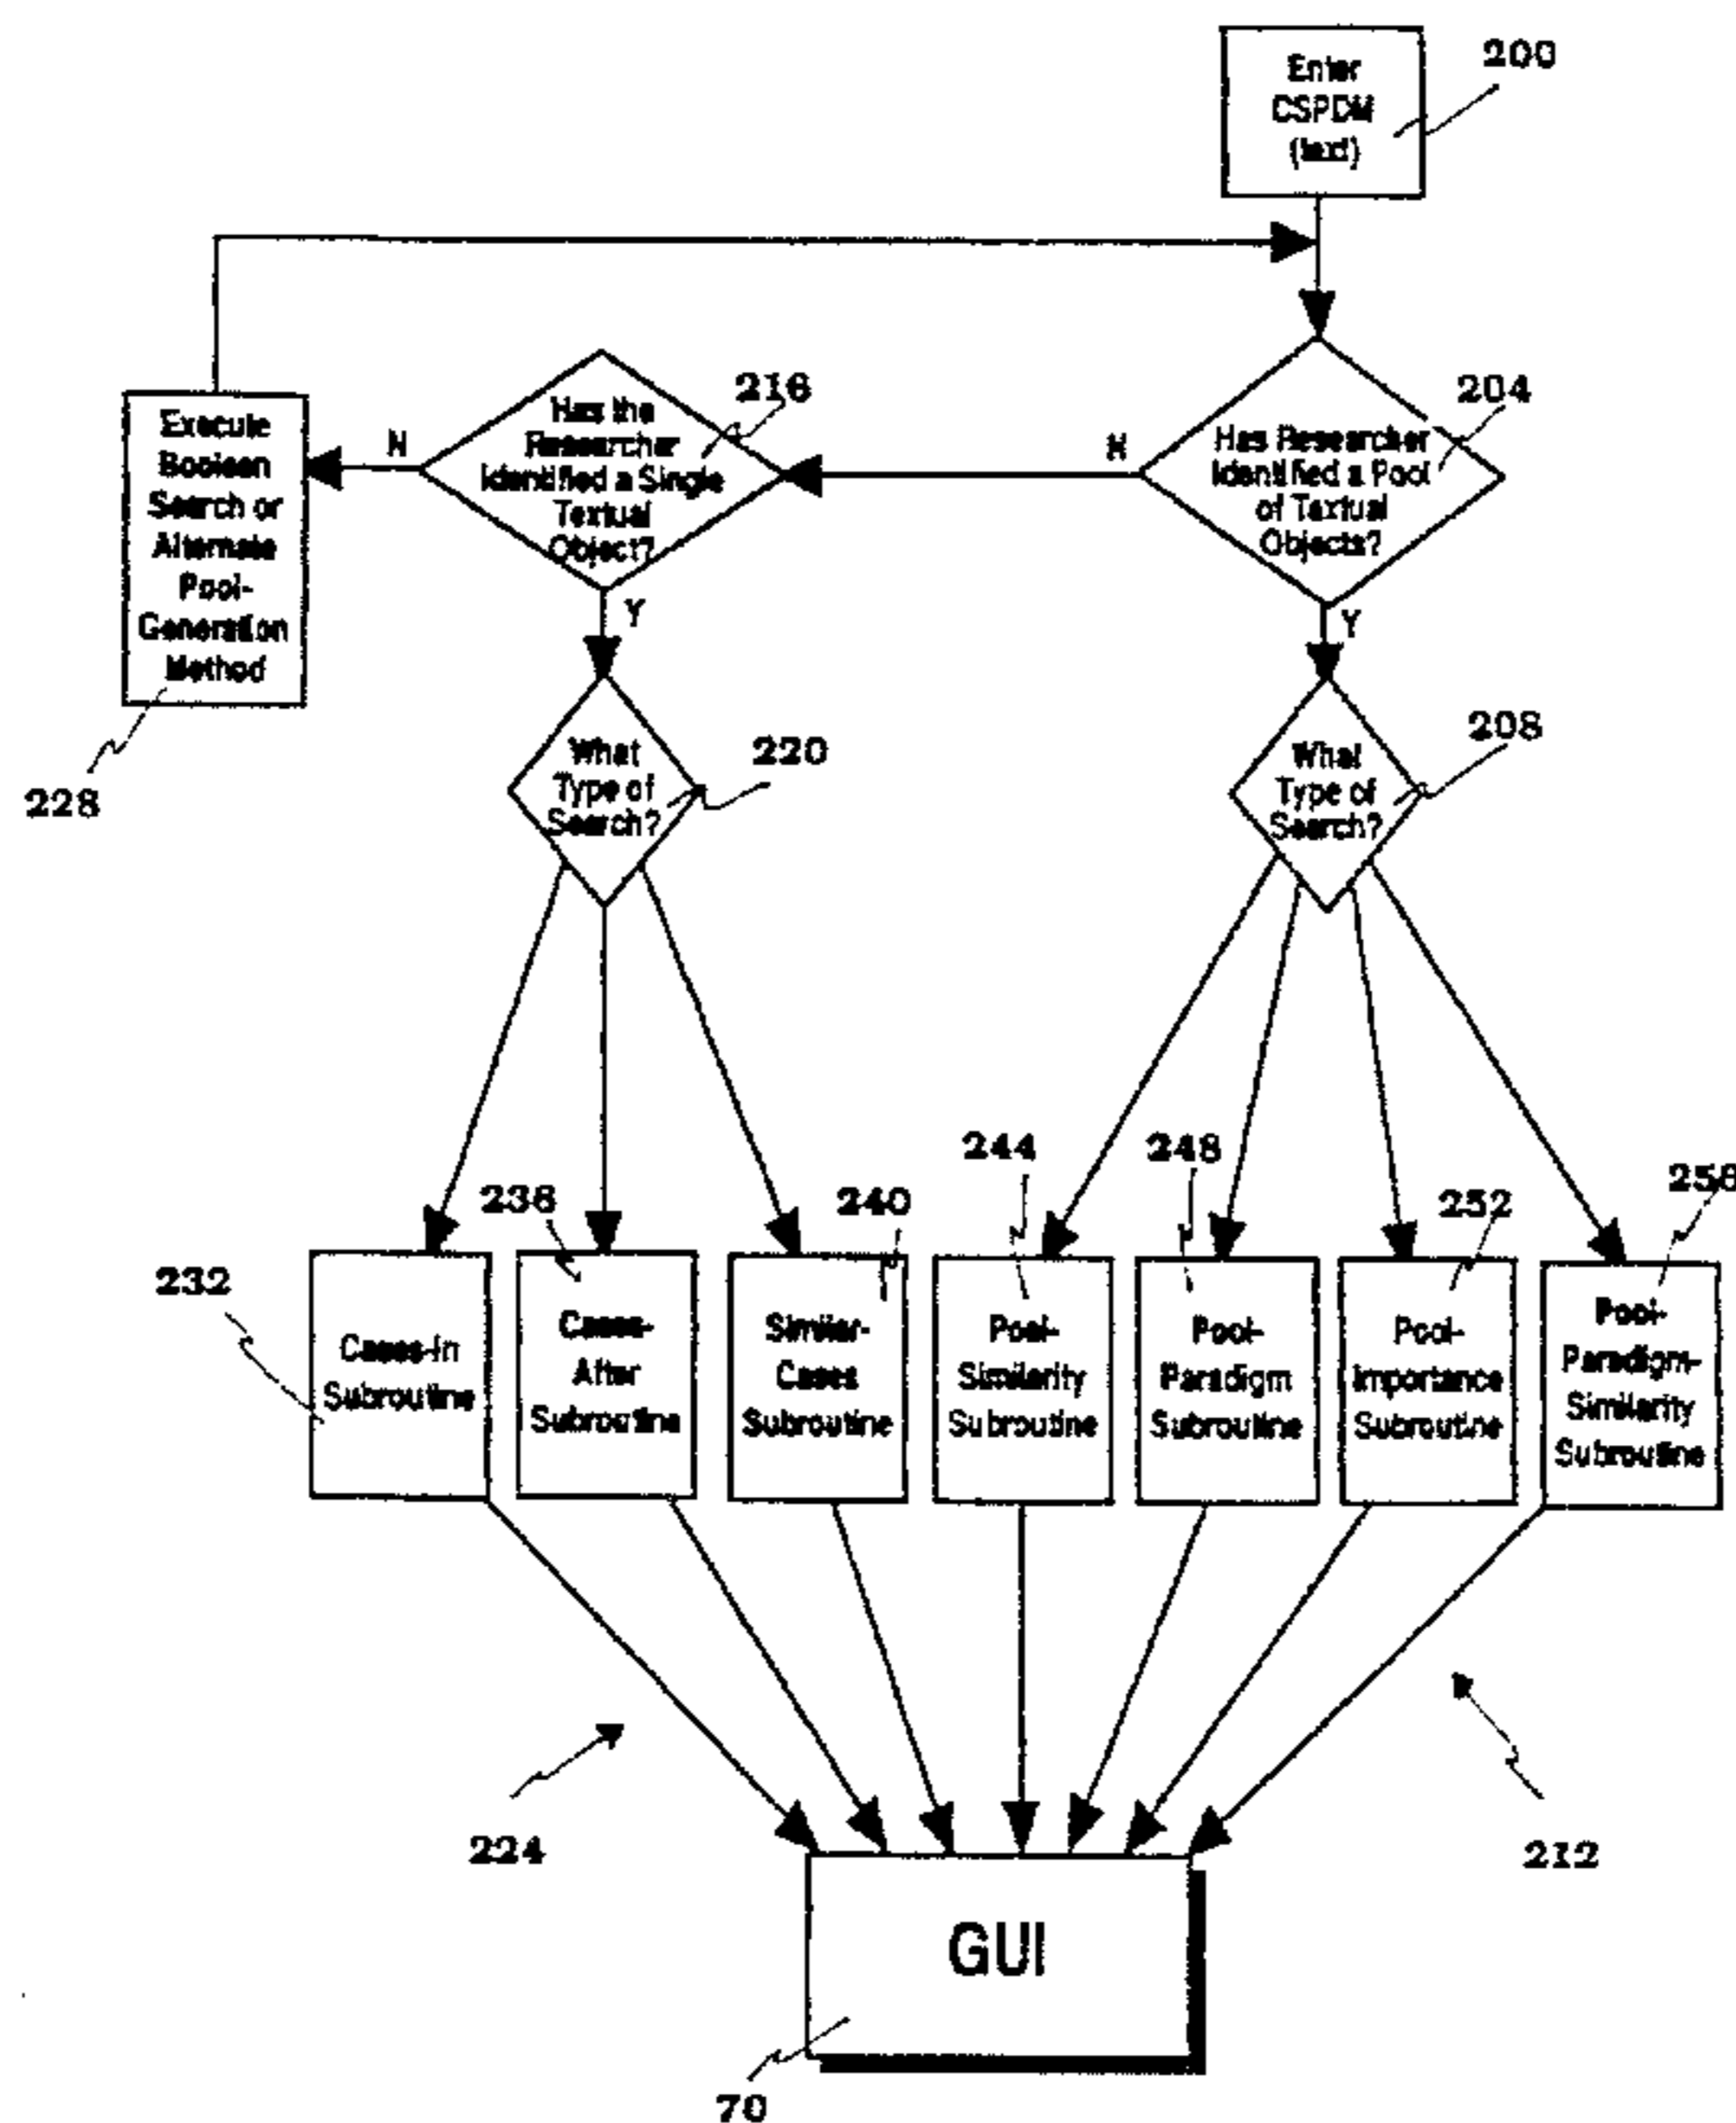 200
Enter
CSPDM
(text)
216
Has the
Researcher
Identified a Single
Textual
Object?
N
204
Has Researcher
Identified a Pool
of Textual
Objects?
N
Execute
Boolean
Search or
Alternate
Pool-
Generation
Method
228
Y
Y
What
Type of
Search?
220
What
Type of
Search?
208
232
Cases-In
Subroutine
236
Cases-
After
Subroutine
240
Similar-
Cases
Subroutine
244
Pool-
Similarity
Subroutine
248
Pool-
Paradigm
Subroutine
252
Pool-
Importance
Subroutine
256
Pool-
Paradigm-
Similarity
Subroutine
224
212
GUI
70